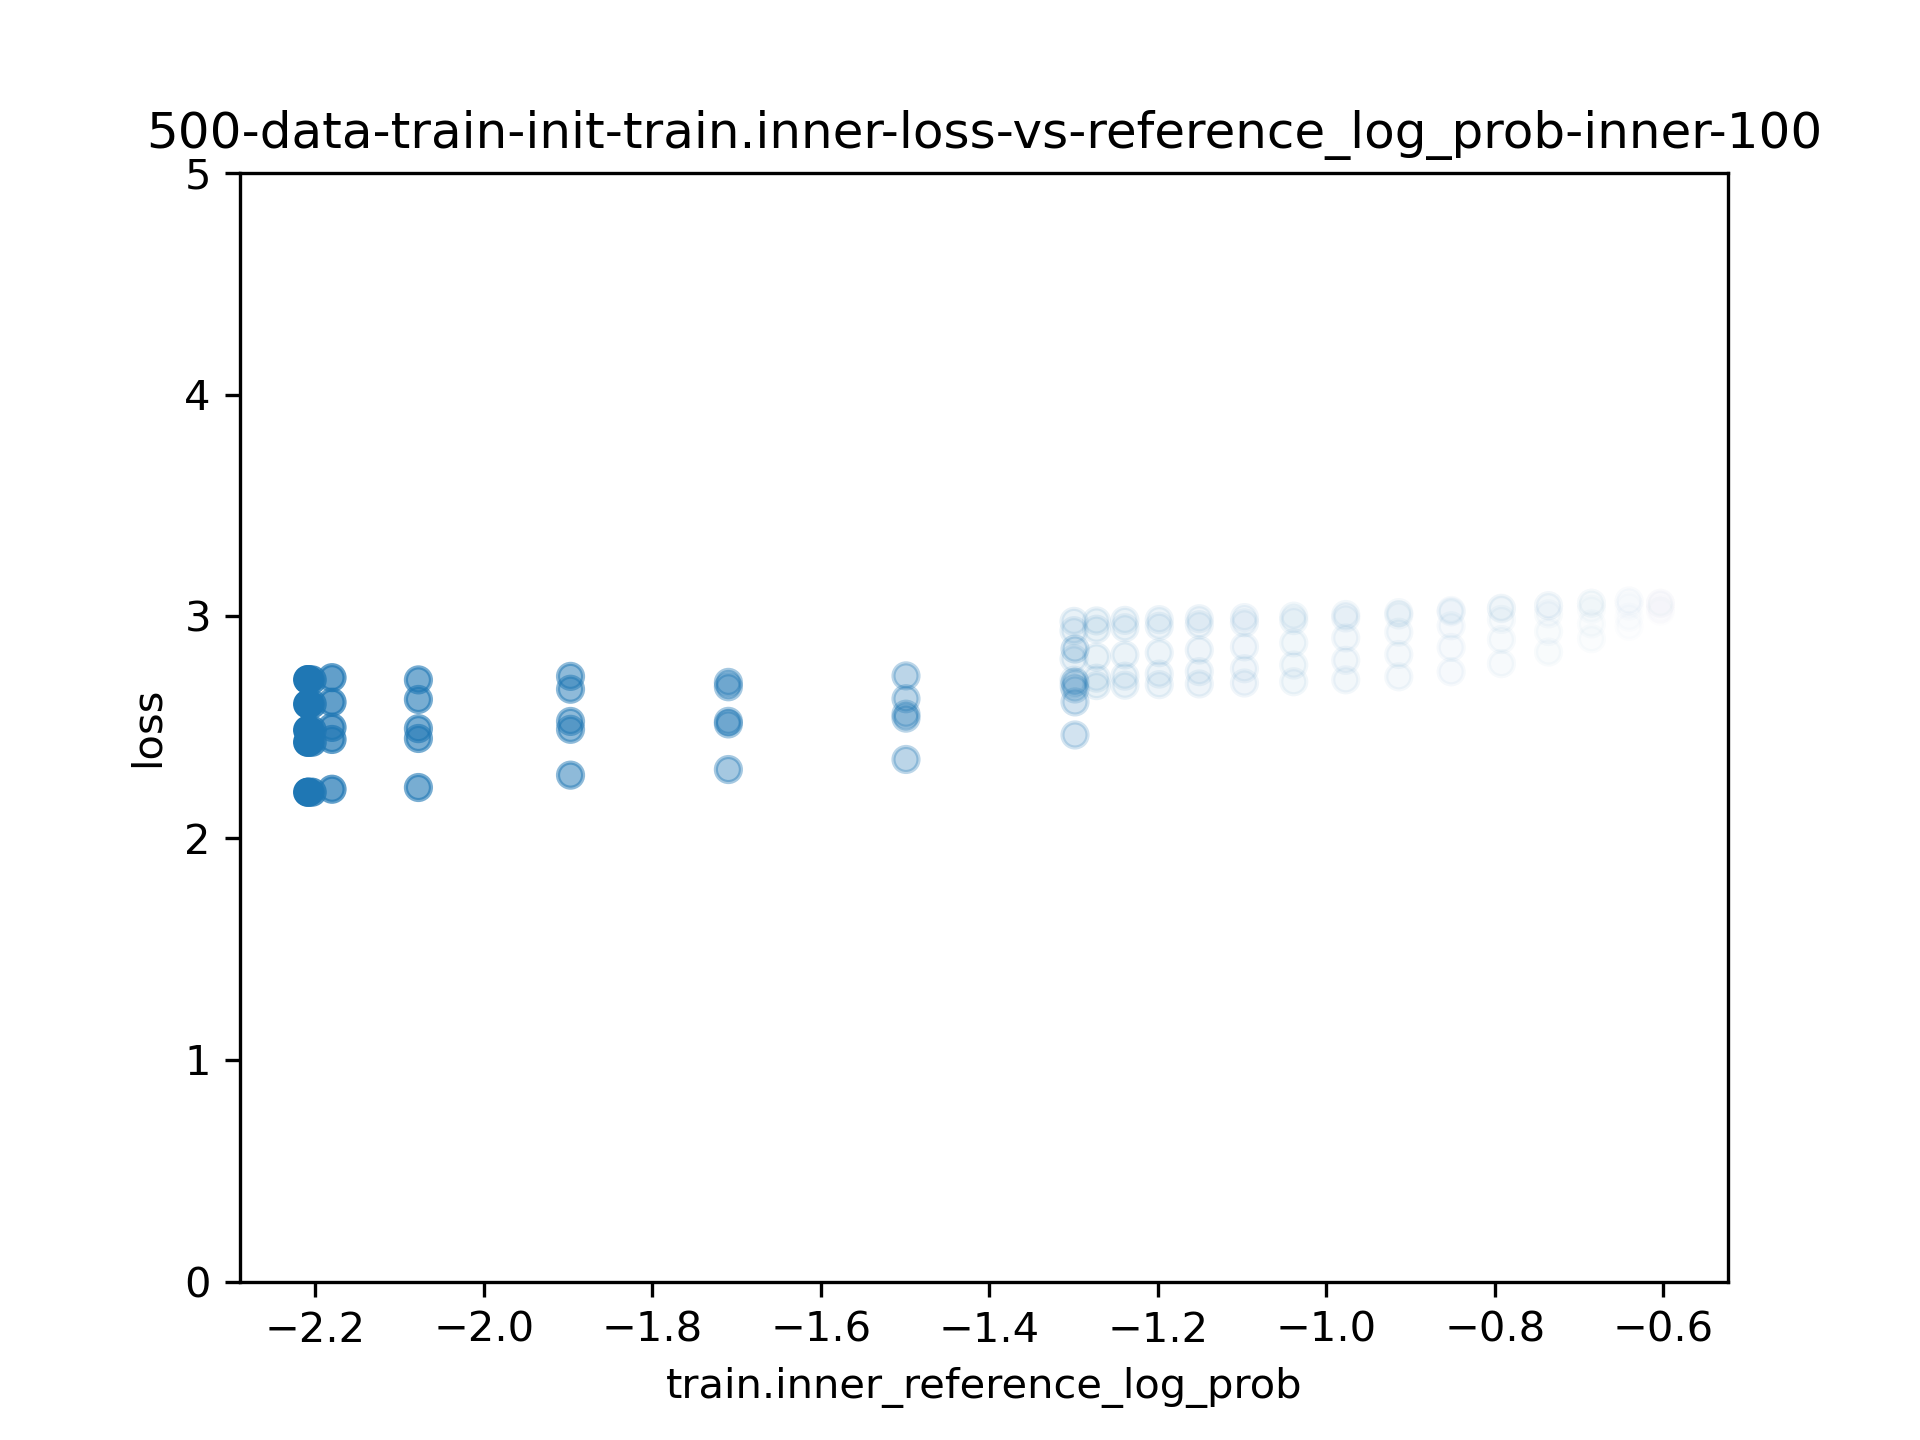 500-data-train-init-train.inner-loss-vs-reference_log_prob-inner-100
5
4
3
2
1
0
loss
−2.2 −2.0 −1.8 −1.6 −1.4 −1.2 −1.0 −0.8 −0.6
train.inner_reference_log_prob